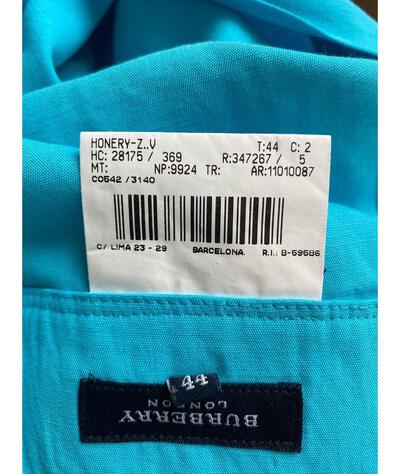 HONERY-Z..V T:44 C: 2
HC: 28175 / 369 R:347267 / 5
MT: NP:9924 TR: AR:11010087
C0542 /3140
C/ LIMA 23 - 29 BARCELONA. R.I.: B-59586
44
BURBERRY
LONDON